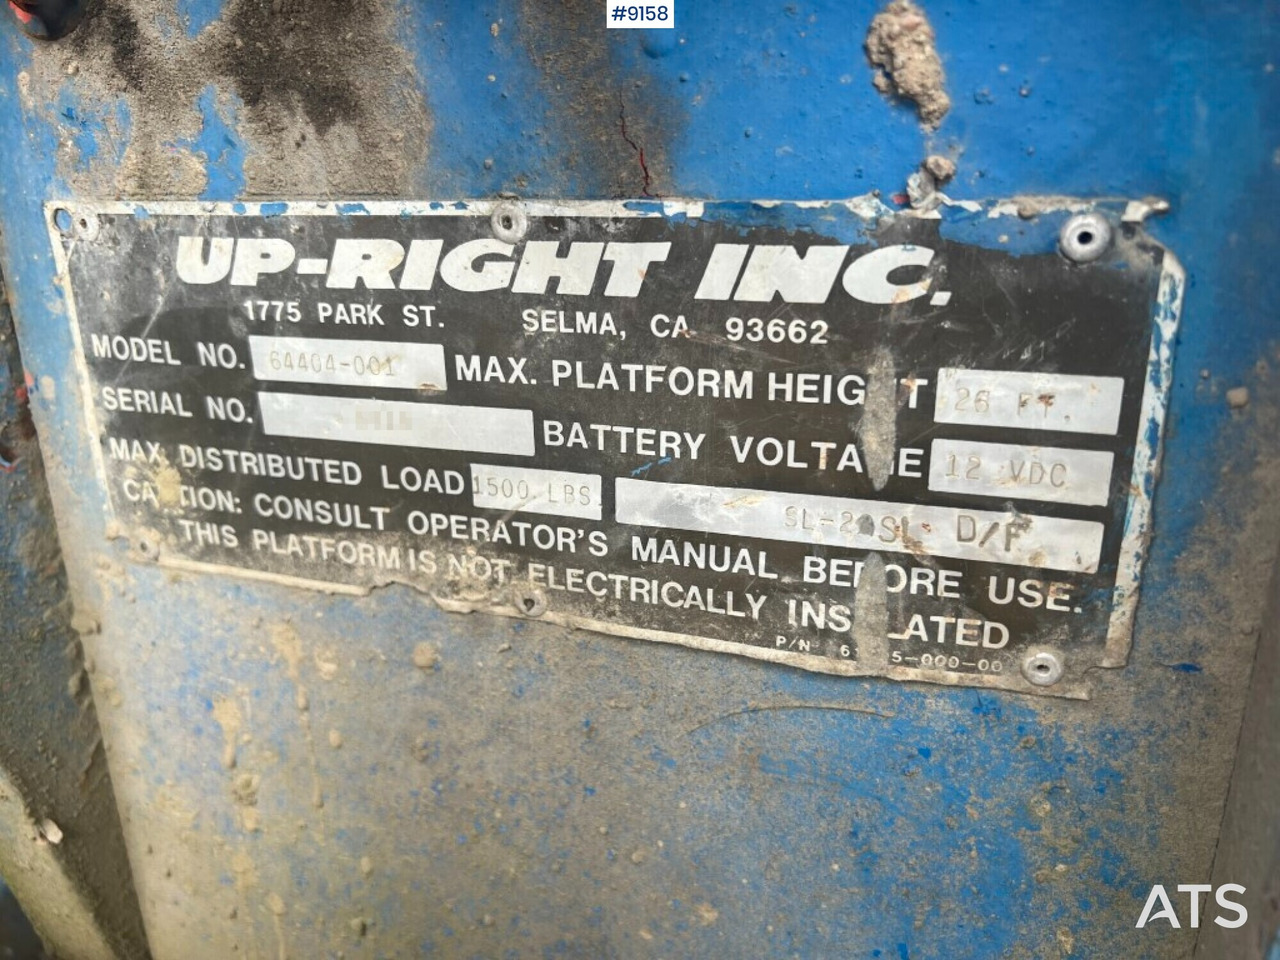 #9158
UP-RIGHT INC.
1775 PARK ST. SELMA, CA 93662
MODEL NO. 64404-001 MAX. PLATFORM HEIGHT 26 FT.
SERIAL NO. BATTERY VOLTAGE 12 VDC
MAX. DISTRIBUTED LOAD 1500 LBS. D/F
CAUTION: CONSULT OPERATOR'S MANUAL BEFORE USE.
THIS PLATFORM IS NOT ELECTRICALLY INSULATED
P/N
ATS